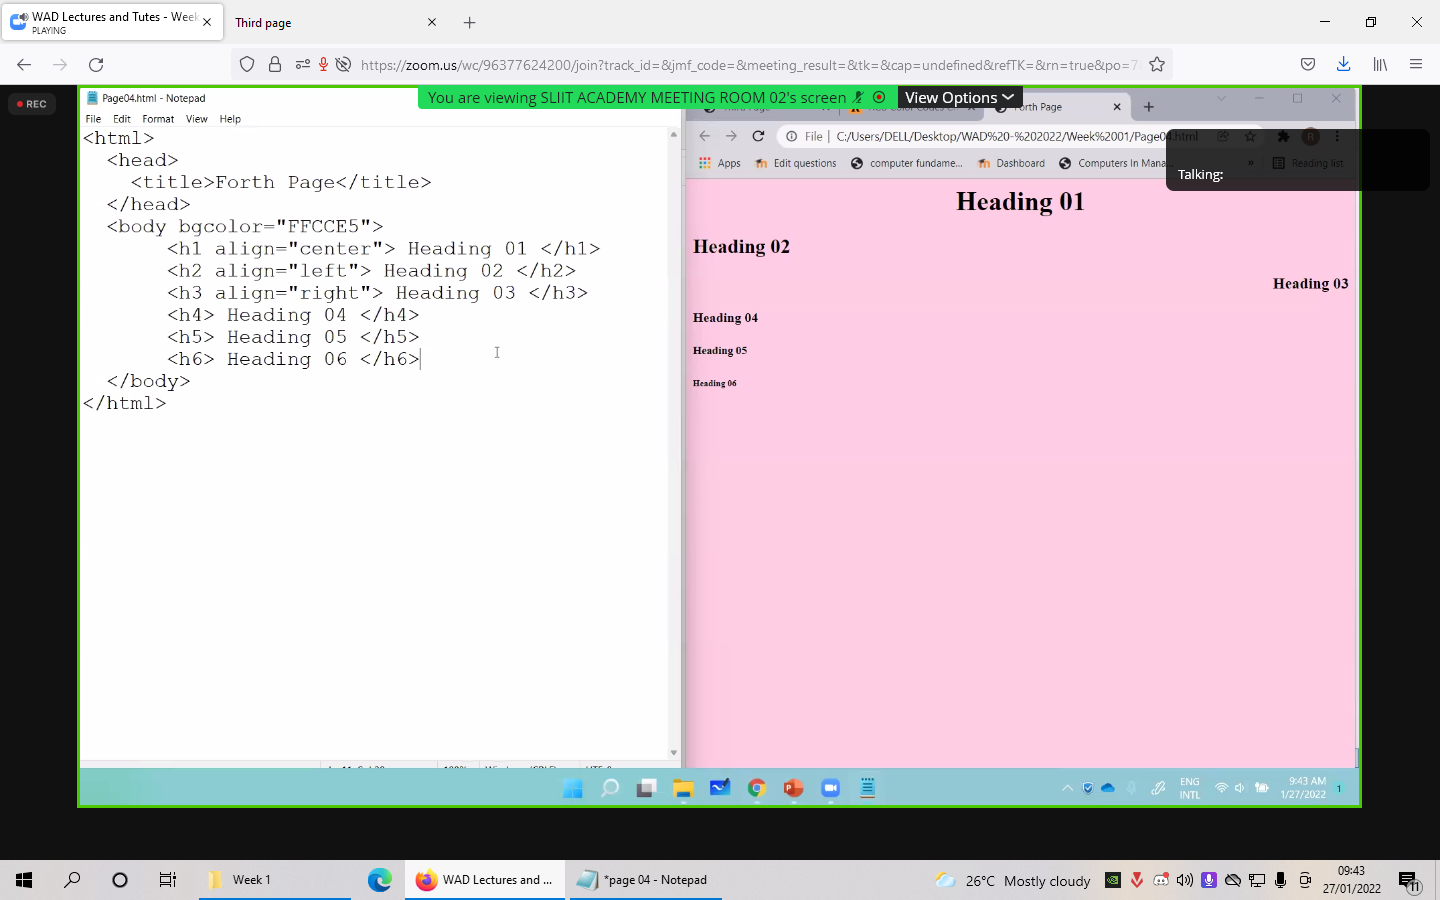 WAD Lectures and Tutes - Week
PLAYING
Third page
https://zoom.us/wc/96377624200/join?track_id=&jmf_code=&meeting_result=&tk=&cap=undefined&refTK=&rn=true&po=7
REC
Page04.html - Notepad
You are viewing SLIIT ACADEMY MEETING ROOM 02's screen
View Options
Forth Page
File Edit Format View Help
File | C:/Users/DELL/Desktop/WAD%20-%202022/Week%2001/Page04.html
Apps Edit questions computer fundame... Dashboard Computers In Mana... » Reading list
Talking:
<html>
<head>
<title>Forth Page</title>
</head>
<body bgcolor="FFCCE5">
<h1 align="center"> Heading 01 </h1>
<h2 align="left"> Heading 02 </h2>
<h3 align="right"> Heading 03 </h3>
<h4> Heading 04 </h4>
<h5> Heading 05 </h5>
<h6> Heading 06 </h6>
</body>
</html>
Heading 01
Heading 02
Heading 03
Heading 04
Heading 05
Heading 06
ENG
INTL
9:43 AM
1/27/2022
1
Week 1
WAD Lectures and ...
*page 04 - Notepad
26°C Mostly cloudy
09:43
27/01/2022
11